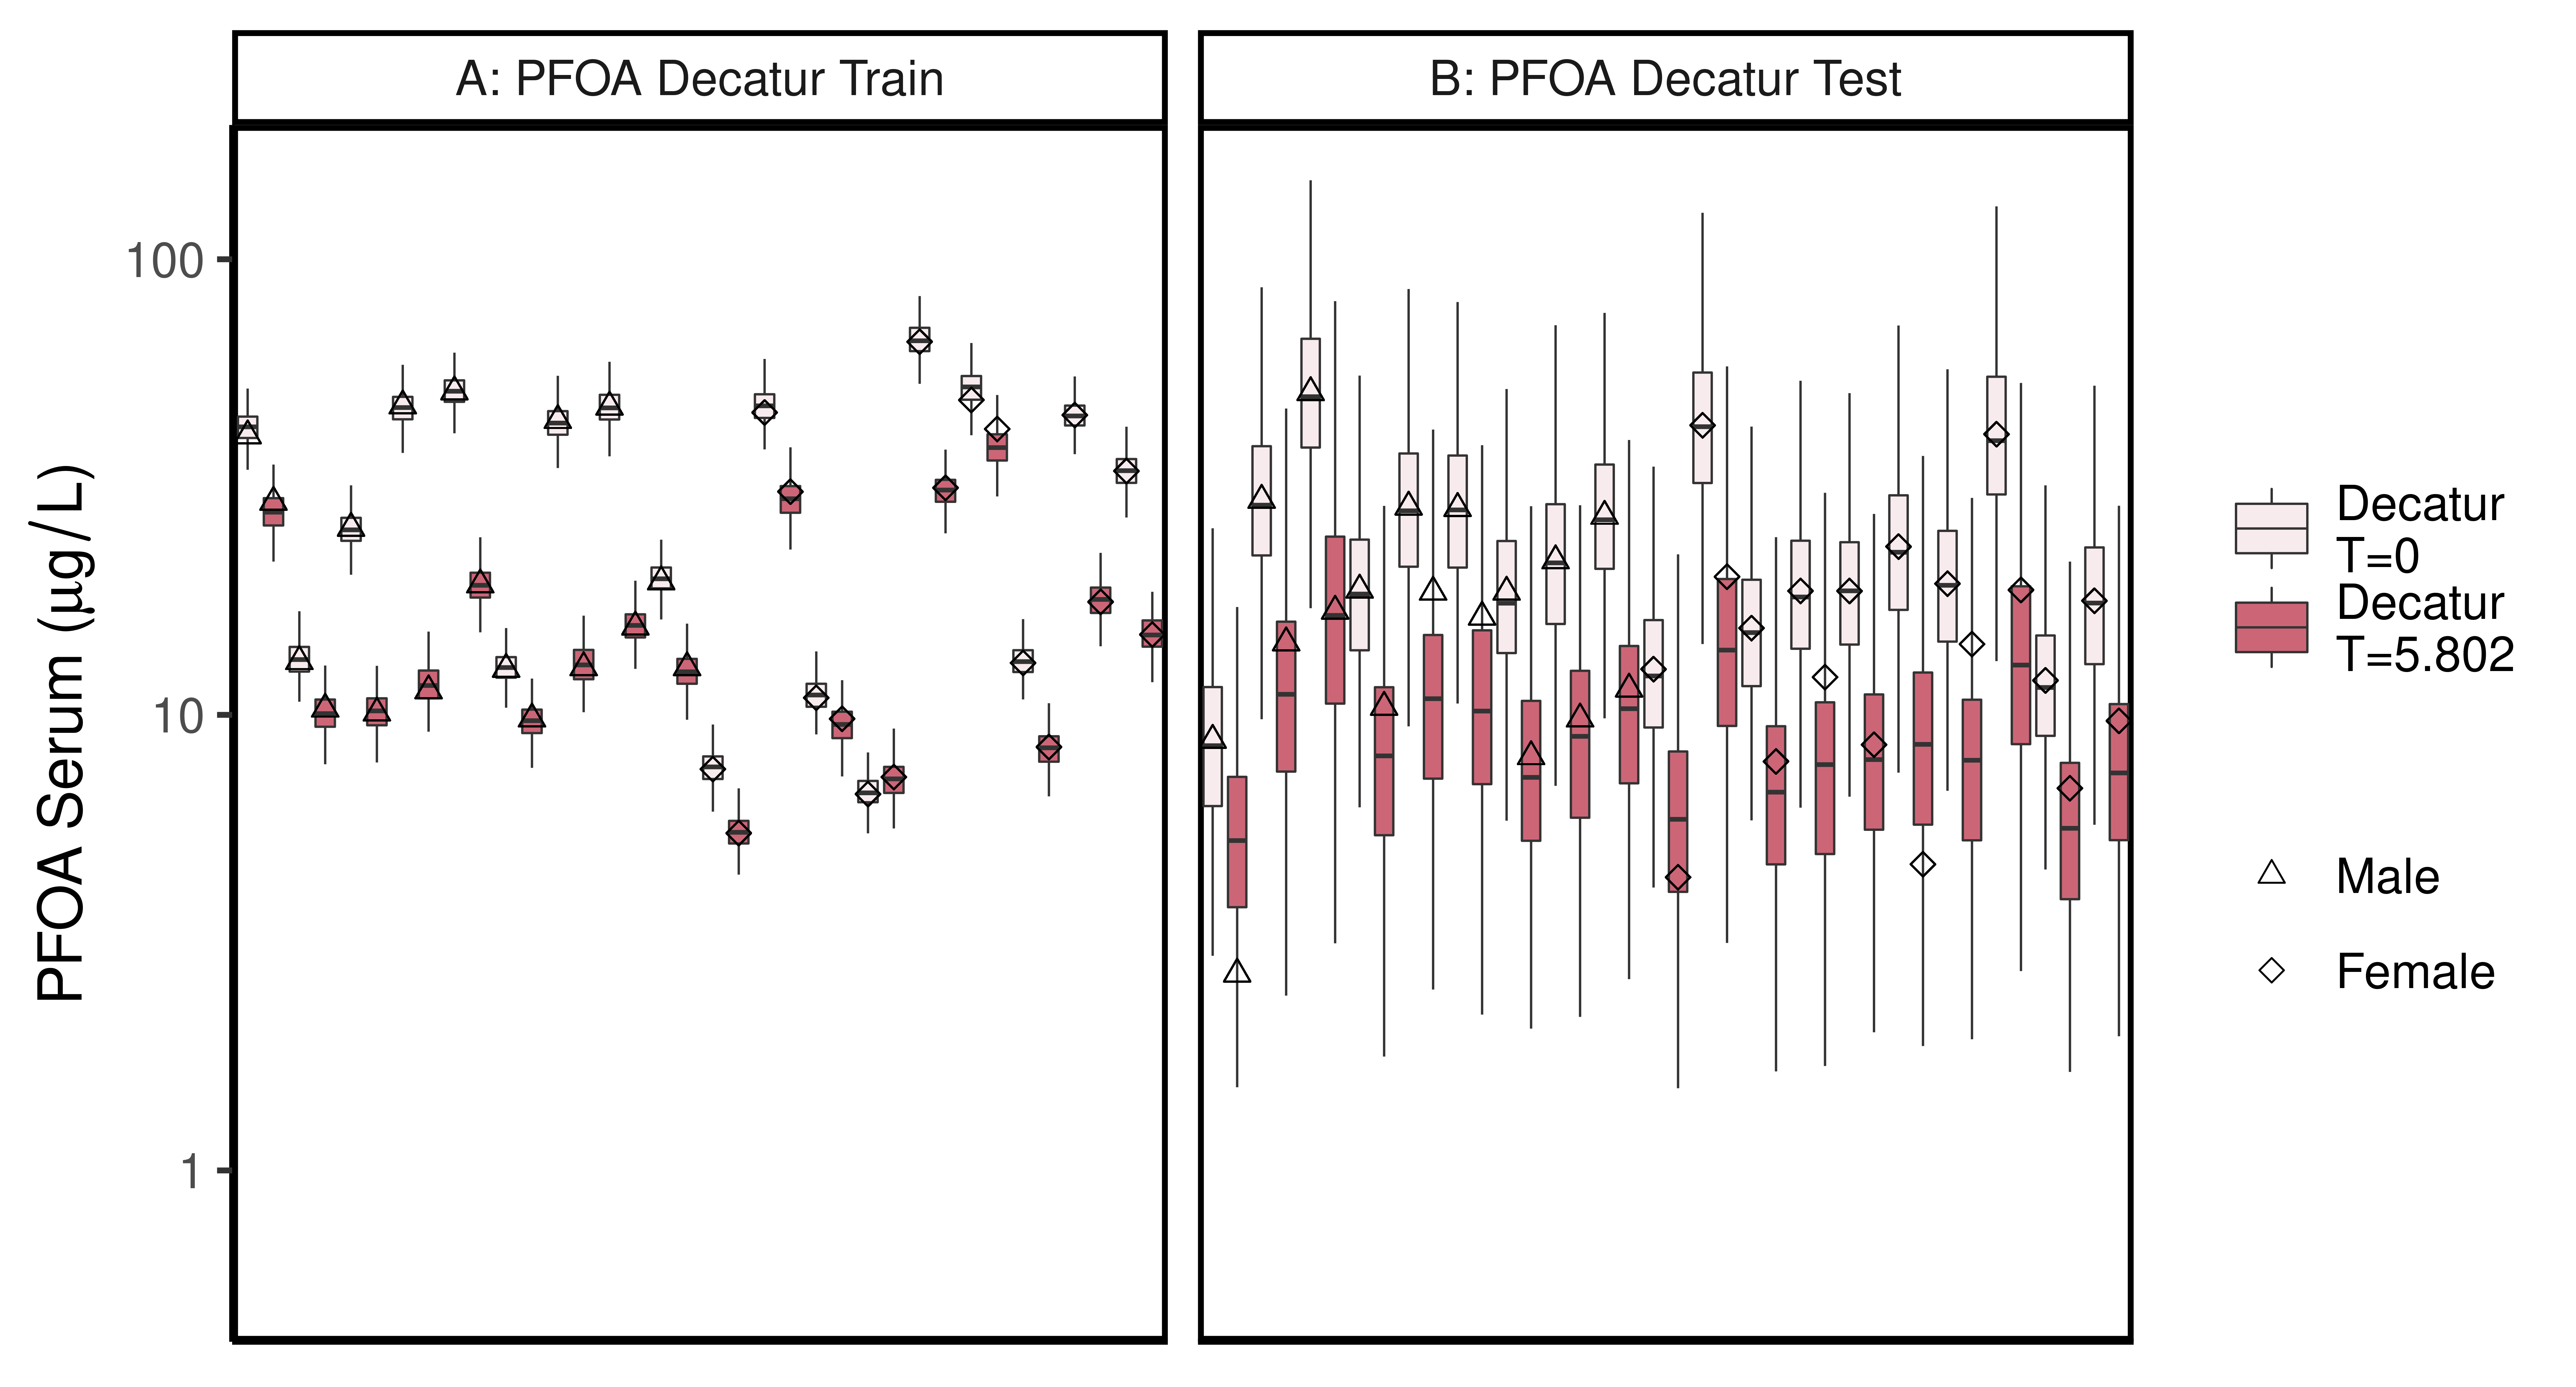 A: PFOA Decatur Train
B: PFOA Decatur Test
PFOA Serum (µg/L)
100
10
1
Decatur
T=0
Decatur
T=5.802
Male
Female